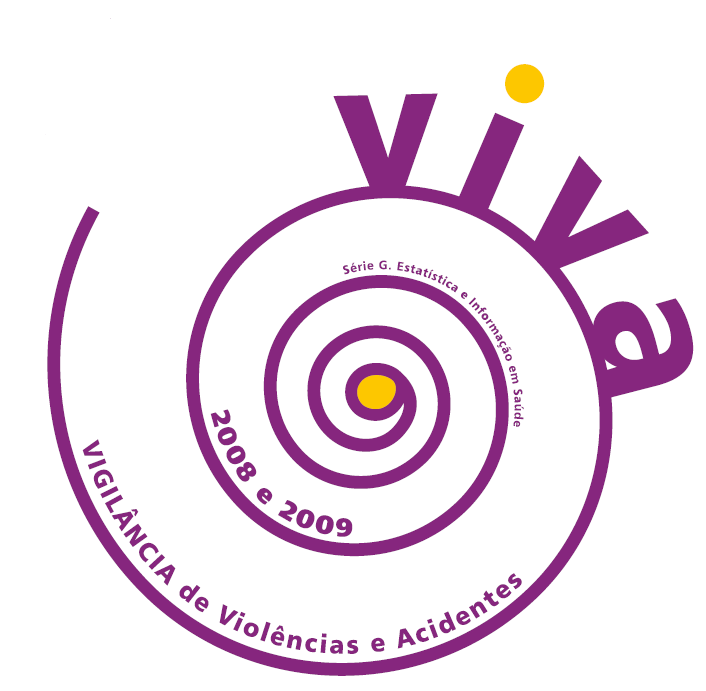 viva
Série G. Estatística e Informação em Saúde
2008 e 2009
VIGILÂNCIA de Violências e Acidentes